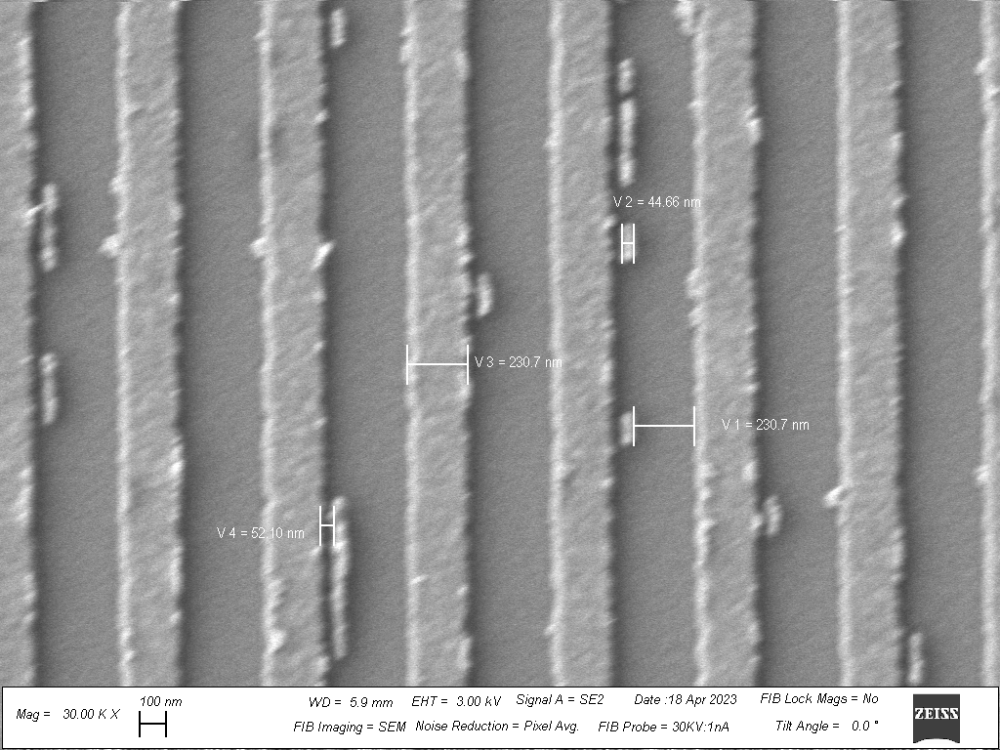 V 2 = 44.66 nm
V 3 = 230.7 nm
V 1 = 230.7 nm
V 4 = 52.10 nm
Mag = 30.00 K X
100 nm
WD = 5.9 mm EHT = 3.00 kV Signal A = SE2 Date :18 Apr 2023 FIB Lock Mags = No
FIB Imaging = SEM Noise Reduction = Pixel Avg. FIB Probe = 30KV:1nA Tilt Angle = 0.0 °
ZEISS